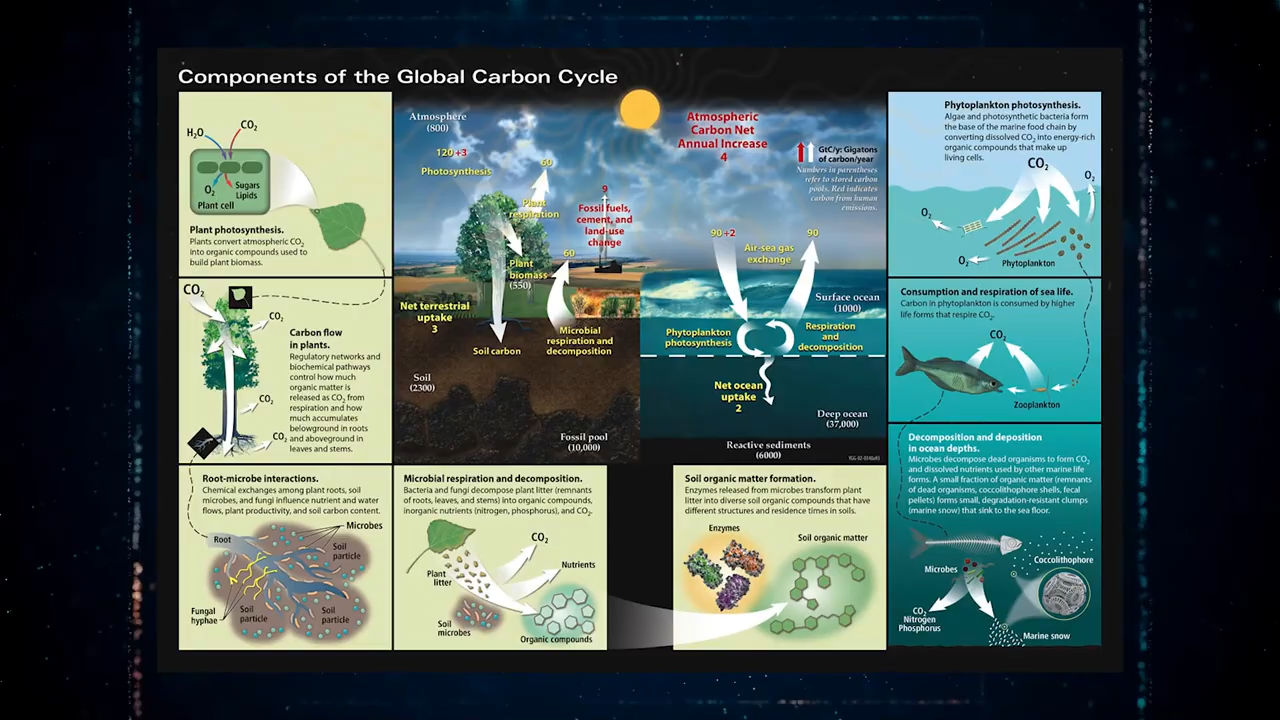 Components of the Global Carbon Cycle
H₂O
CO₂
O₂
Sugars
Lipids
Plant cell
Plant photosynthesis.
Plants convert atmospheric CO₂
into organic compounds used to
build plant biomass.
CO₂
CO₂
CO₂
CO₂
Carbon flow
in plants.
Regulatory networks and
biochemical pathways
control how much
organic matter is
released as CO₂ from
respiration and how
much accumulates
belowground in roots
and aboveground in
leaves and stems.
Atmosphere
(800)
120+3
Photosynthesis
60
Plant
respiration
Plant
biomass
(550)
60
9
Fossil fuels,
cement, and
land-use
change
Net terrestrial
uptake
3
Soil carbon
Microbial
respiration and
decomposition
Soil
(2300)
Fossil pool
(10,000)
Atmospheric
Carbon Net
Annual Increase
4
GtC/y: Gigatons
of carbon/year
Numbers in parentheses
refer to stored carbon
pools. Red indicates
carbon from human
emissions.
90+2
90
Air-sea gas
exchange
Surface ocean
(1000)
Phytoplankton
photosynthesis
Respiration
and
decomposition
Net ocean
uptake
2
Deep ocean
(37,000)
Reactive sediments
(6000)
Phytoplankton photosynthesis.
Algae and photosynthetic bacteria form
the base of the marine food chain by
converting dissolved CO₂ into energy-rich
organic compounds that make up
living cells.
CO₂
O₂
O₂
O₂
Phytoplankton
Consumption and respiration of sea life.
Carbon in phytoplankton is consumed by higher
life forms that respire CO₂.
CO₂
Zooplankton
Decomposition and deposition
in ocean depths.
Microbes decompose dead organisms to form CO₂
and dissolved nutrients used by other marine life
forms. A small fraction of organic matter (remnants
of dead organisms, coccolithophore shells, fecal
pellets) forms small, degradation-resistant clumps
(marine snow) that sink to the sea floor.
Microbes
Coccolithophore
CO₂
Nitrogen
Phosphorus
Marine snow
Root-microbe interactions.
Chemical exchanges among plant roots, soil
microbes, and fungi influence nutrient and water
flows, plant productivity, and soil carbon content.
Microbes
Root
Soil
particle
Fungal
hyphae
Soil
particle
Soil
particle
Microbial respiration and decomposition.
Bacteria and fungi decompose plant litter (remnants
of roots, leaves, and stems) into organic compounds,
inorganic nutrients (nitrogen, phosphorus), and CO₂.
CO₂
Nutrients
Plant
litter
Soil
microbes
Organic compounds
Soil organic matter formation.
Enzymes released from microbes transform plant
litter into diverse soil organic compounds that have
different structures and residence times in soils.
Enzymes
Soil organic matter